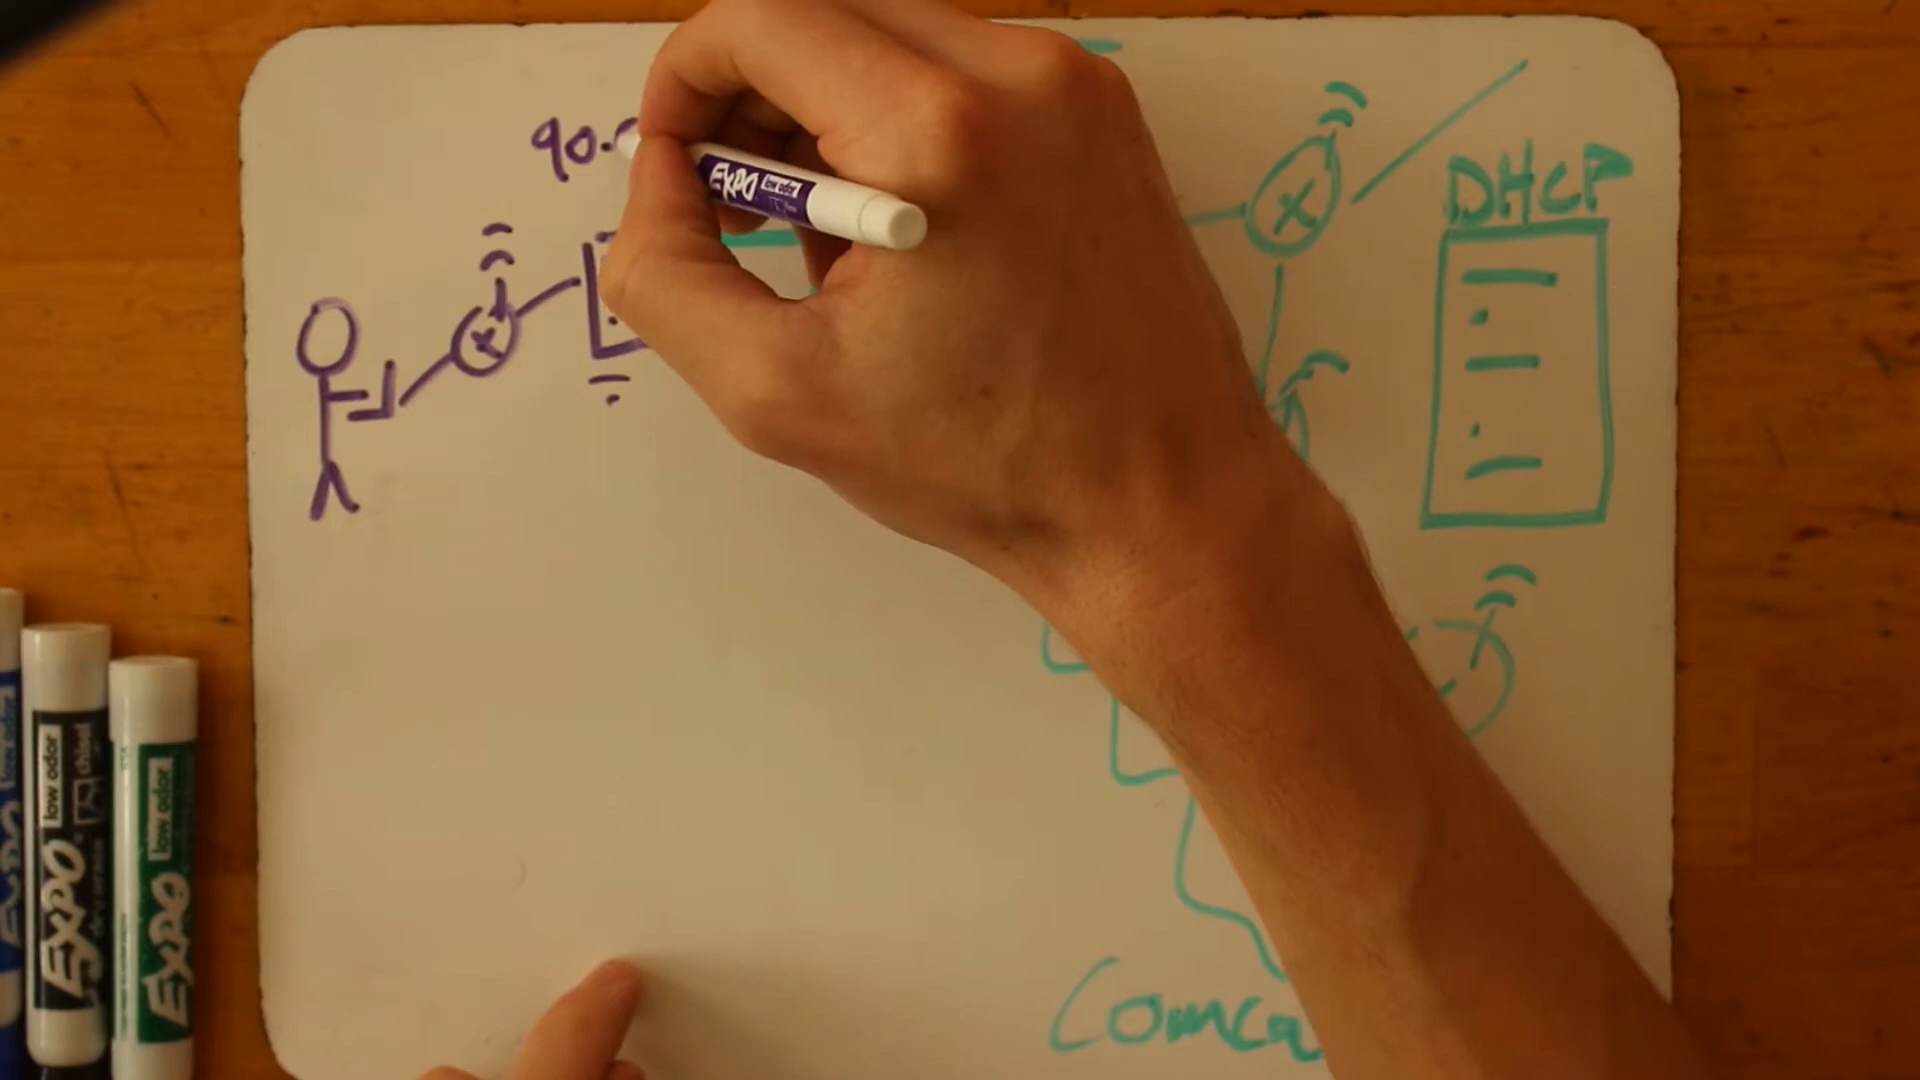 90.
DHCP
EXPO low odor
EXPO low odor chisel
EXPO low odor
EXPO low odor
Comca